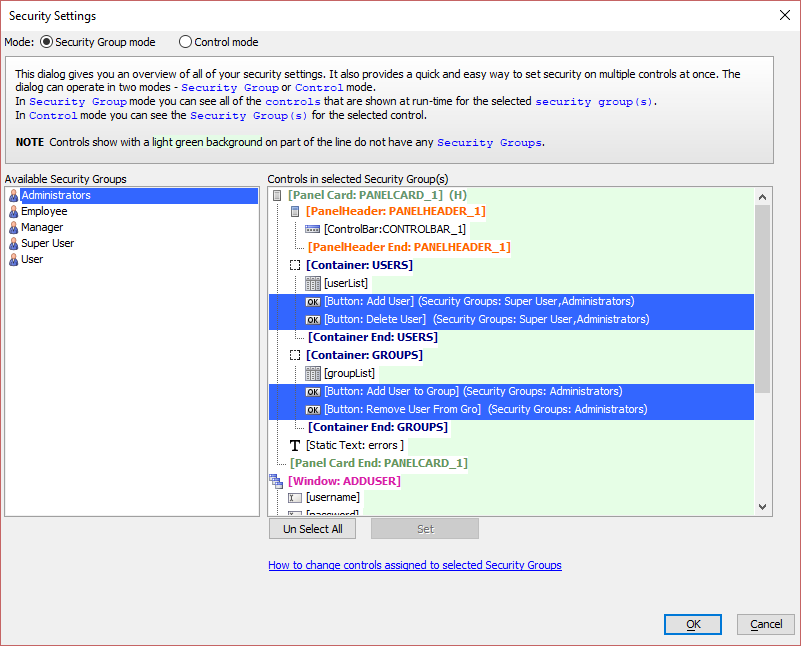 Security Settings
Mode: Security Group mode Control mode
This dialog gives you an overview of all of your security settings. It also provides a quick and easy way to set security on multiple controls at once. The
dialog can operate in two modes - Security Group or Control mode.
In Security Group mode you can see all of the controls that are shown at run-time for the selected security group(s).
In Control mode you can see the Security Group(s) for the selected control.
NOTE Controls show with a light green background on part of the line do not have any Security Groups.
Available Security Groups
Administrators
Employee
Manager
Super User
User
Controls in selected Security Group(s)
[Panel Card: PANELCARD_1] (H)
[PanelHeader: PANELHEADER_1]
[ControlBar:CONTROLBAR_1]
[PanelHeader End: PANELHEADER_1]
[Container: USERS]
[userList]
OK [Button: Add User] (Security Groups: Super User,Administrators)
OK [Button: Delete User] (Security Groups: Super User,Administrators)
[Container End: USERS]
[Container: GROUPS]
[groupList]
OK [Button: Add User to Group] (Security Groups: Administrators)
OK [Button: Remove User From Gro] (Security Groups: Administrators)
[Container End: GROUPS]
T [Static Text: errors ]
[Panel Card End: PANELCARD_1]
[Window: ADDUSER]
[username]
[password]
Un Select All Set
How to change controls assigned to selected Security Groups
OK Cancel